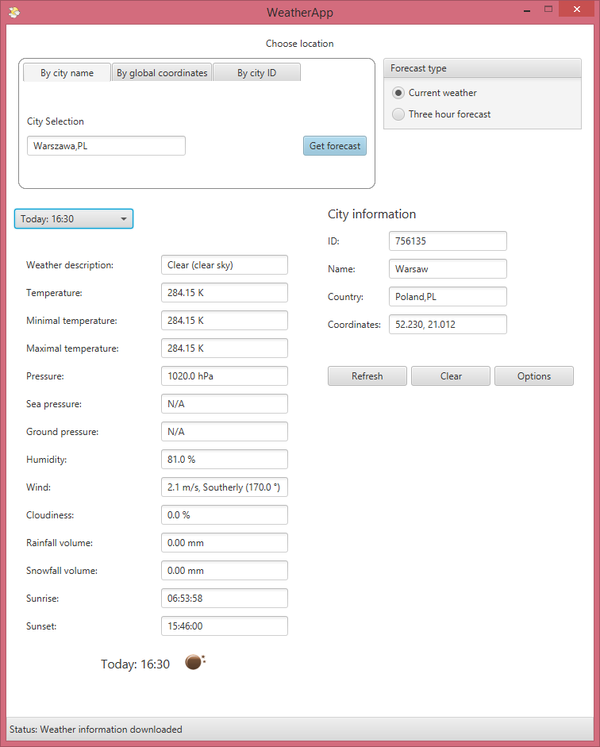 WeatherApp
Choose location
By city name By global coordinates By city ID
City Selection
Warszawa,PL Get forecast
Forecast type
Current weather
Three hour forecast
Today: 16:30
Weather description: Clear (clear sky)
Temperature: 284.15 K
Minimal temperature: 284.15 K
Maximal temperature: 284.15 K
Pressure: 1020.0 hPa
Sea pressure: N/A
Ground pressure: N/A
Humidity: 81.0 %
Wind: 2.1 m/s, Southerly (170.0 °)
Cloudiness: 0.0 %
Rainfall volume: 0.00 mm
Snowfall volume: 0.00 mm
Sunrise: 06:53:58
Sunset: 15:46:00
Today: 16:30
City information
ID: 756135
Name: Warsaw
Country: Poland,PL
Coordinates: 52.230, 21.012
Refresh Clear Options
Status: Weather information downloaded